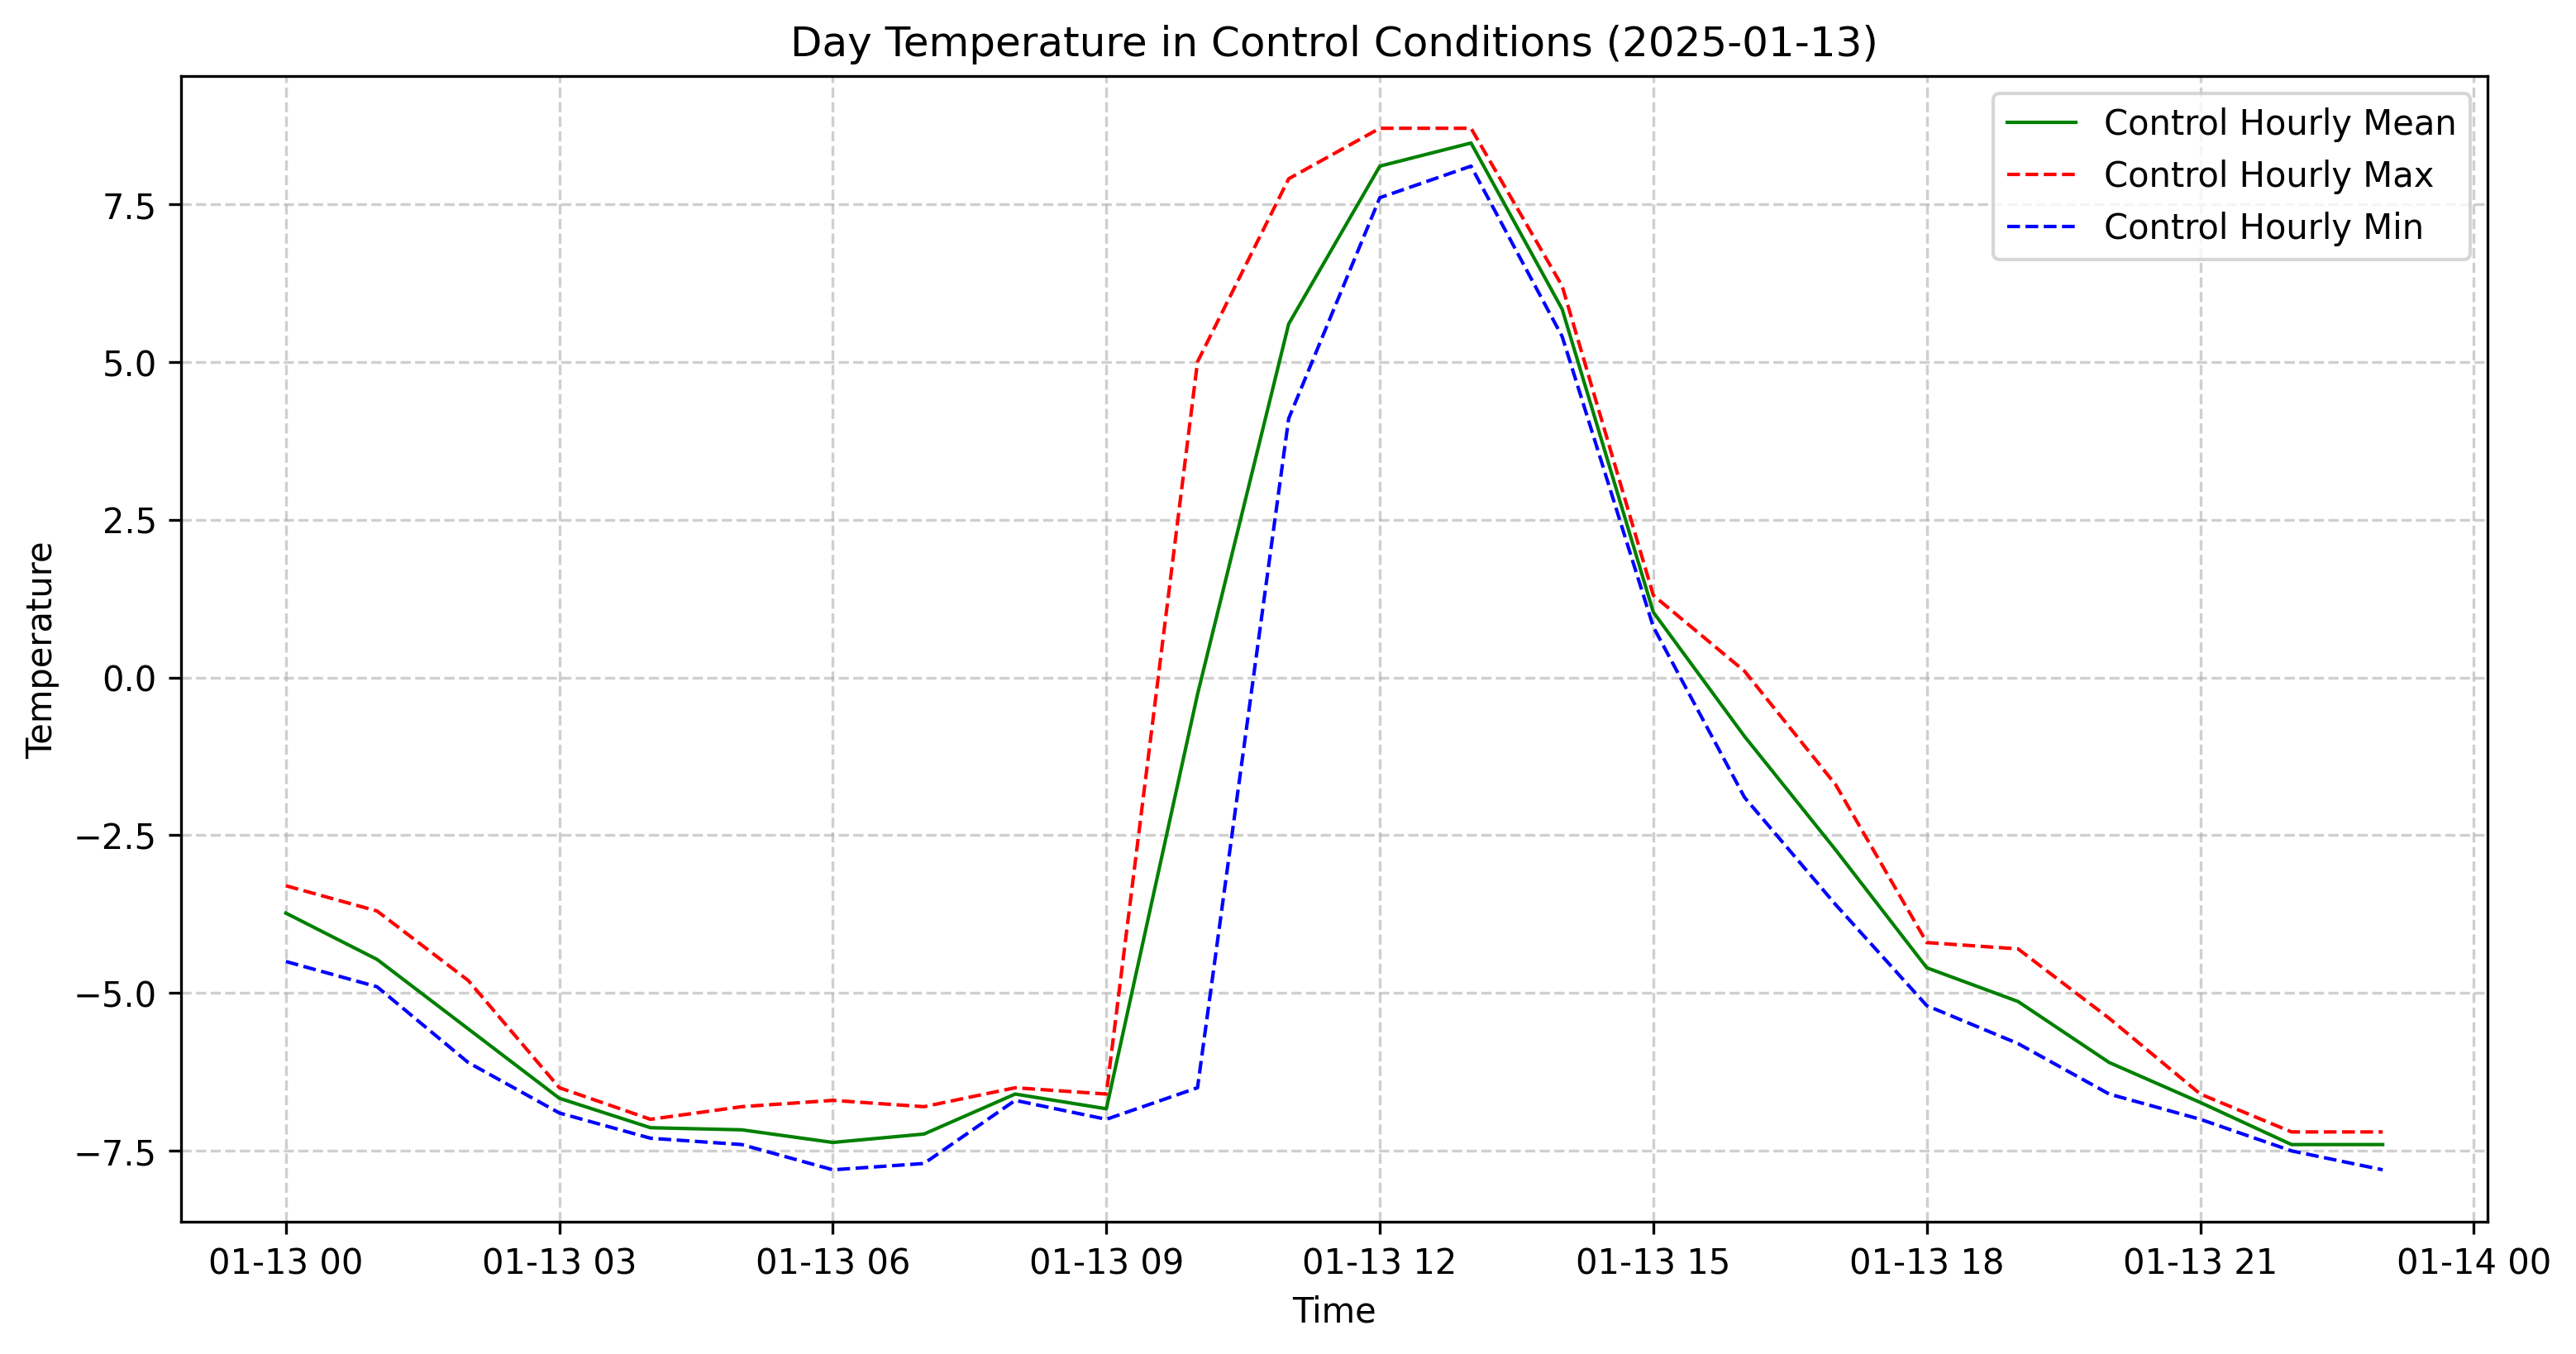 Day Temperature in Control Conditions (2025-01-13)
Control Hourly Mean
Control Hourly Max
Control Hourly Min
7.5
5.0
2.5
0.0
−2.5
−5.0
−7.5
Temperature
01-13 00 01-13 03 01-13 06 01-13 09 01-13 12 01-13 15 01-13 18 01-13 21 01-14 00
Time